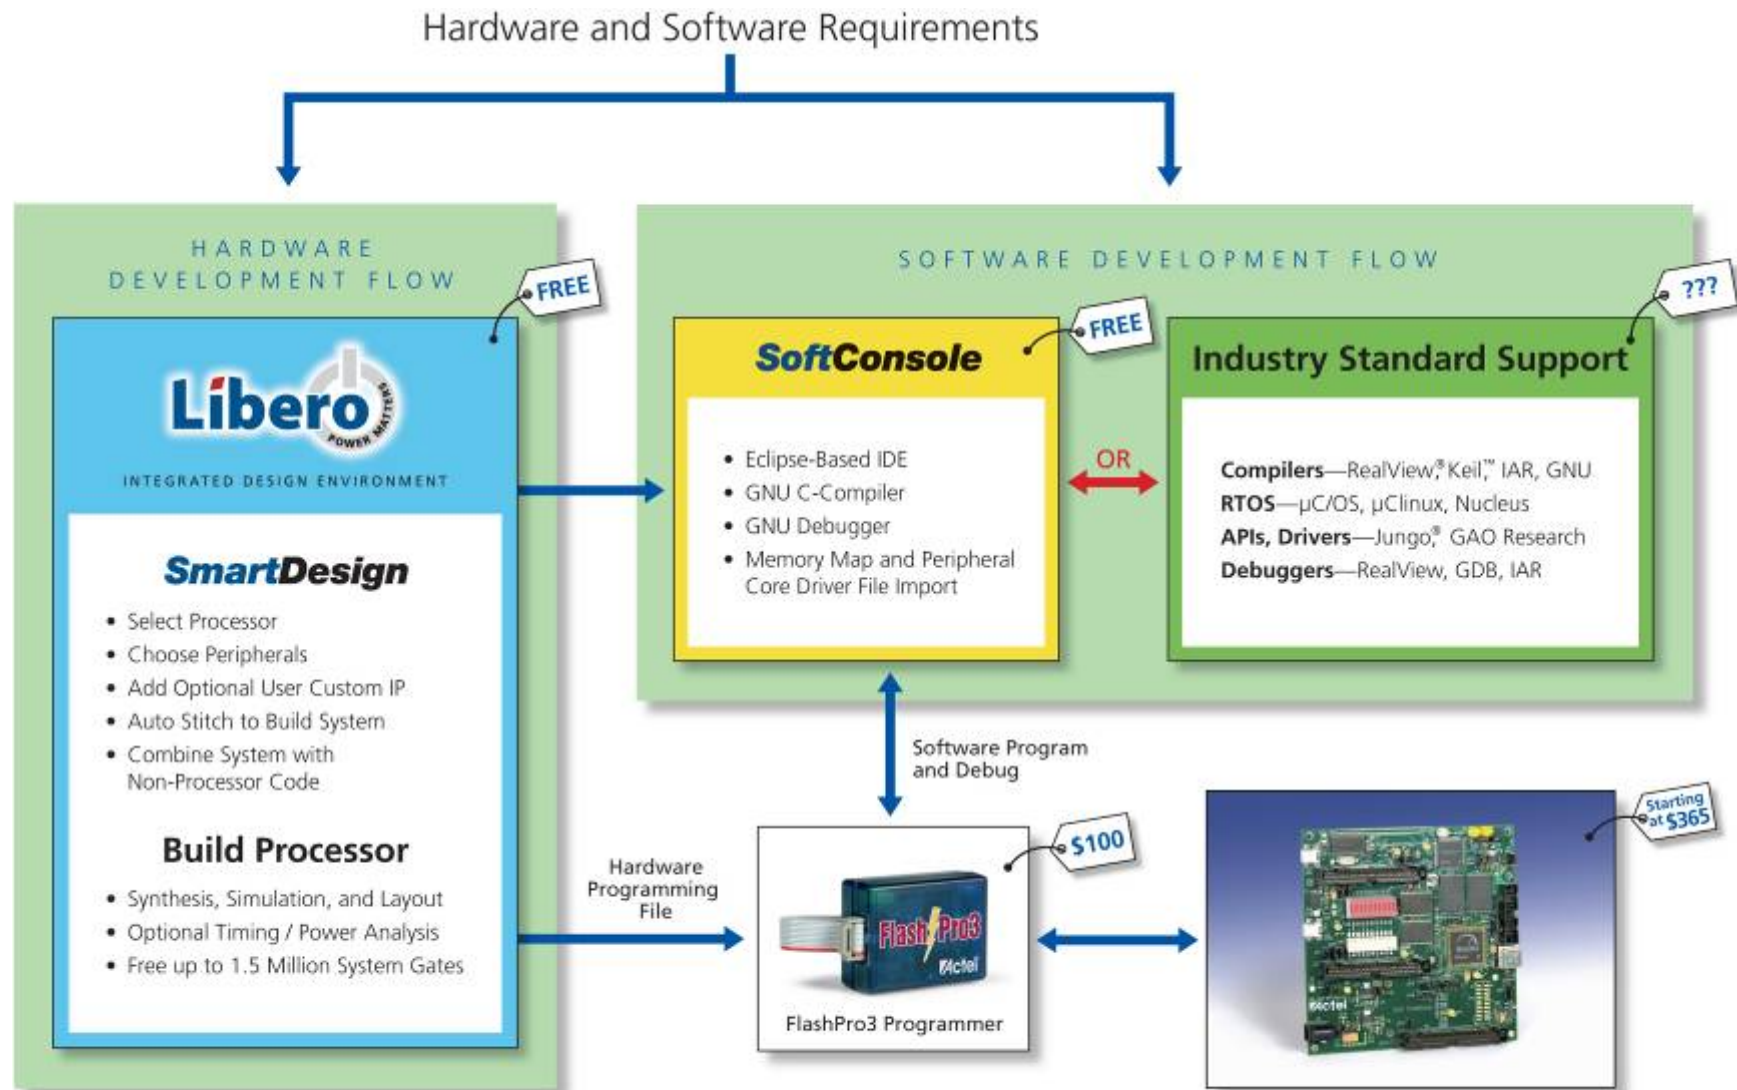 Hardware and Software Requirements
HARDWARE
DEVELOPMENT FLOW
FREE
Libero
POWER MATTERS
INTEGRATED DESIGN ENVIRONMENT
SmartDesign
• Select Processor
• Choose Peripherals
• Add Optional User Custom IP
• Auto Stitch to Build System
• Combine System with
Non-Processor Code
Build Processor
• Synthesis, Simulation, and Layout
• Optional Timing / Power Analysis
• Free up to 1.5 Million System Gates
SOFTWARE DEVELOPMENT FLOW
SoftConsole
FREE
• Eclipse-Based IDE
• GNU C-Compiler
• GNU Debugger
• Memory Map and Peripheral
Core Driver File Import
OR
???
Industry Standard Support
Compilers—RealView,® Keil,™ IAR, GNU
RTOS—µC/OS, µClinux, Nucleus
APIs, Drivers—Jungo,® GAO Research
Debuggers—RealView, GDB, IAR
Software Program
and Debug
Hardware
Programming
File
$100
FlashPro3
Actel
FlashPro3 Programmer
Starting
at $365
Actel